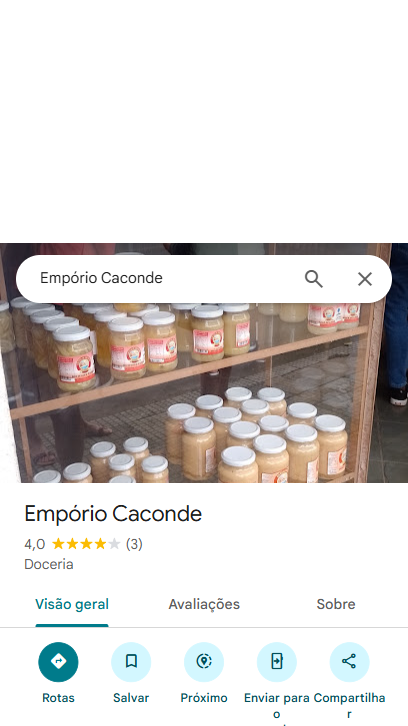 Empório Caconde
Empório Caconde
4,0 (3)
Doceria
Visão geral Avaliações Sobre
Rotas Salvar Próximo Enviar para o Compartilhar